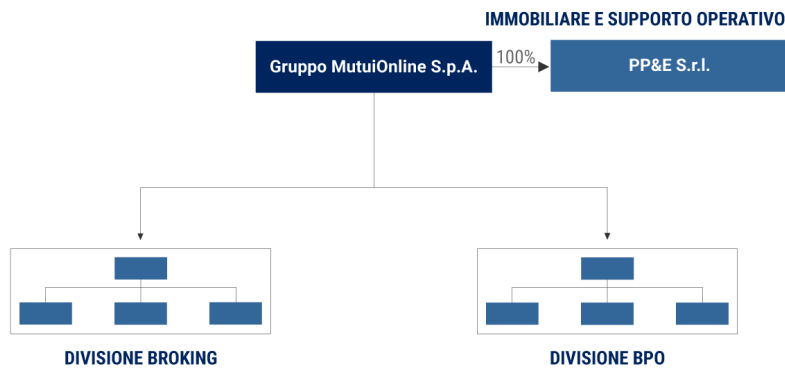 IMMOBILIARE E SUPPORTO OPERATIVO
Gruppo MutuiOnline S.p.A.
100%
PP&E S.r.l.
DIVISIONE BROKING
DIVISIONE BPO